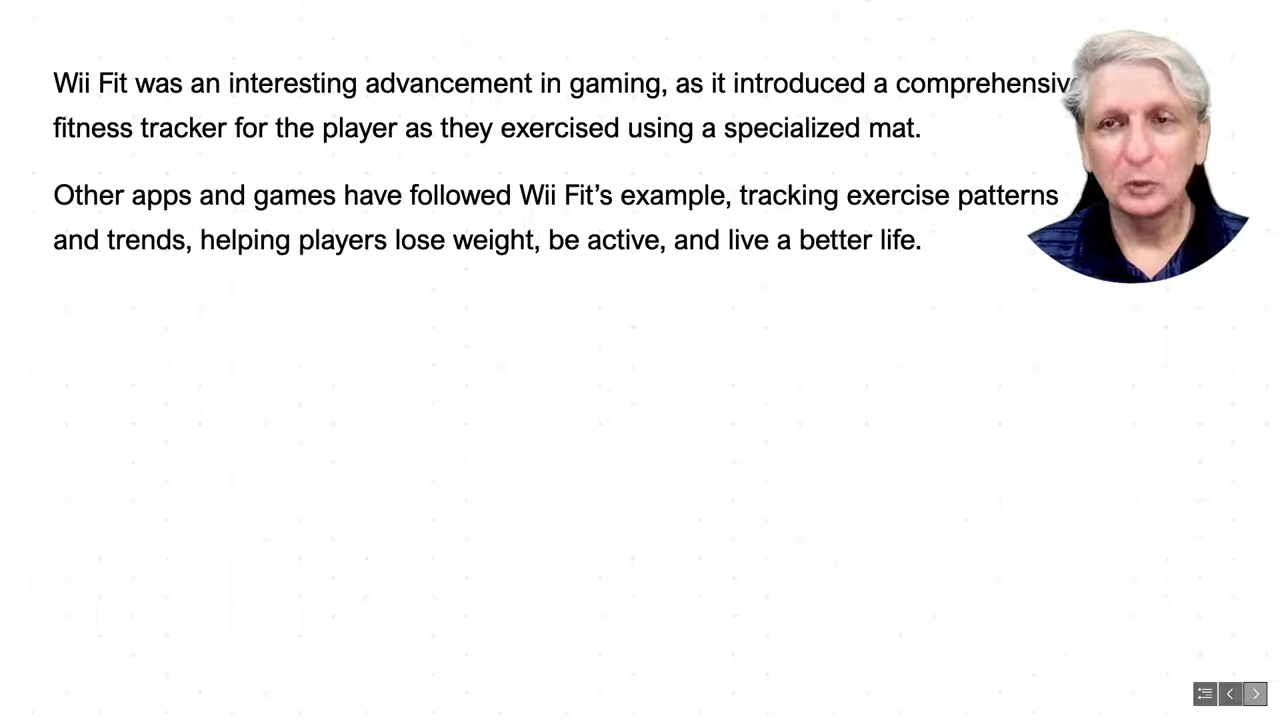 Wii Fit was an interesting advancement in gaming, as it introduced a comprehensive
fitness tracker for the player as they exercised using a specialized mat.
Other apps and games have followed Wii Fit’s example, tracking exercise patterns
and trends, helping players lose weight, be active, and live a better life.